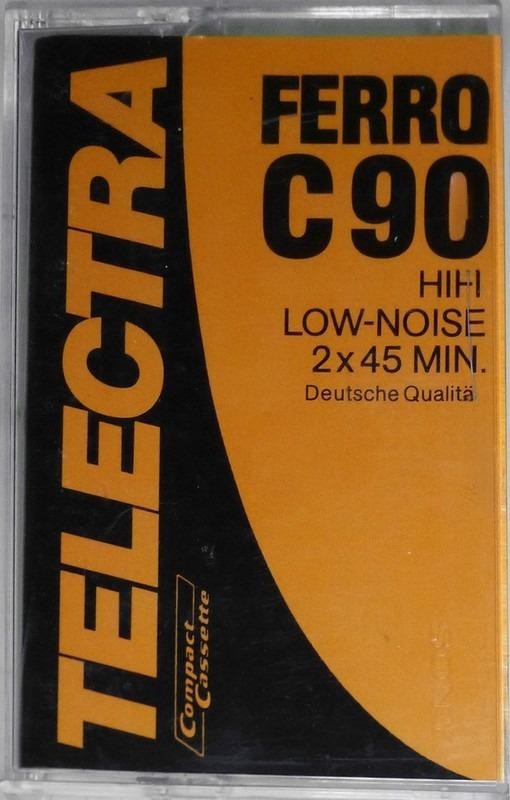 TELECTRA
FERRO
C90
HIFI
LOW-NOISE
2x45 MIN.
Deutsche Qualitä
Compact
Cassette